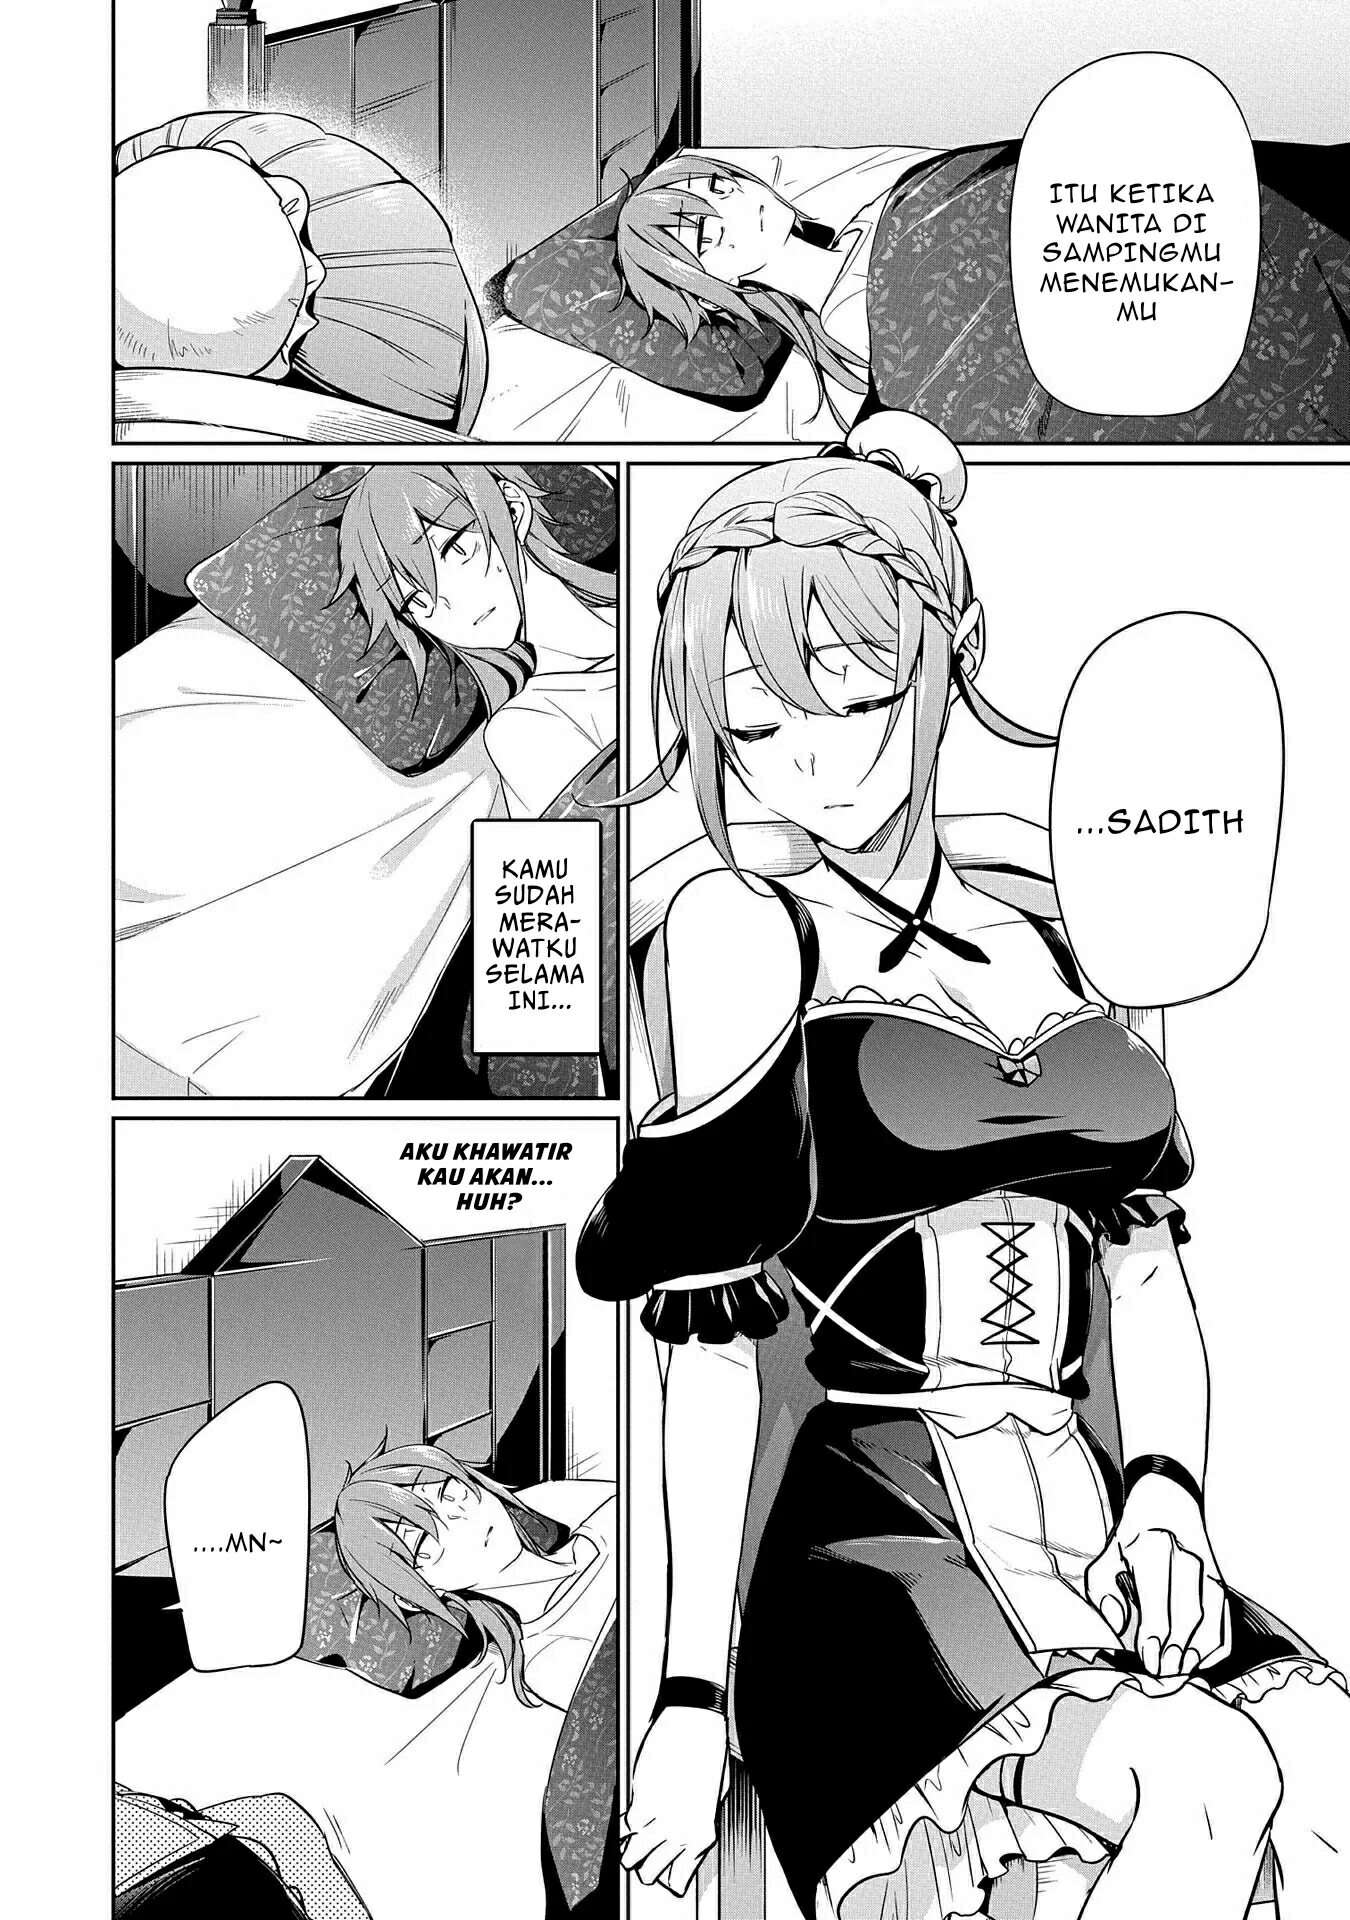 ITU KETIKA
WANITA DI
SAMPINGMU
MENEMUKAN-
MU
...SADITH
KAMU
SUDAH
MERA-
WATKU
SELAMA
INI...
AKU KHAWATIR
KAU AKAN...
HUH?
....MN~